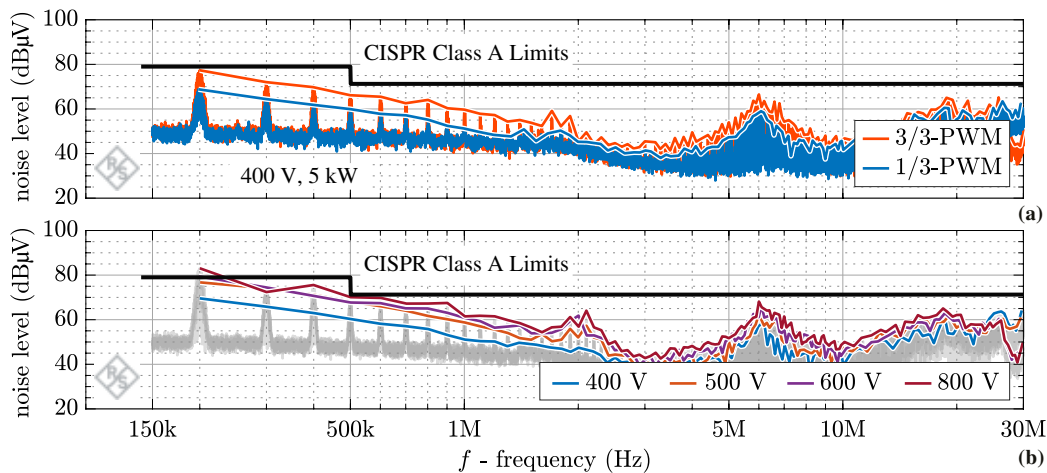 100
80
60
40
20
noise level (dBµV)
CISPR Class A Limits
400 V, 5 kW
3/3-PWM
1/3-PWM
R S
(a)
100
80
60
40
20
noise level (dBµV)
CISPR Class A Limits
R S
400 V 500 V 600 V 800 V
150k 500k 1M 5M 10M 30M
f - frequency (Hz)
(b)